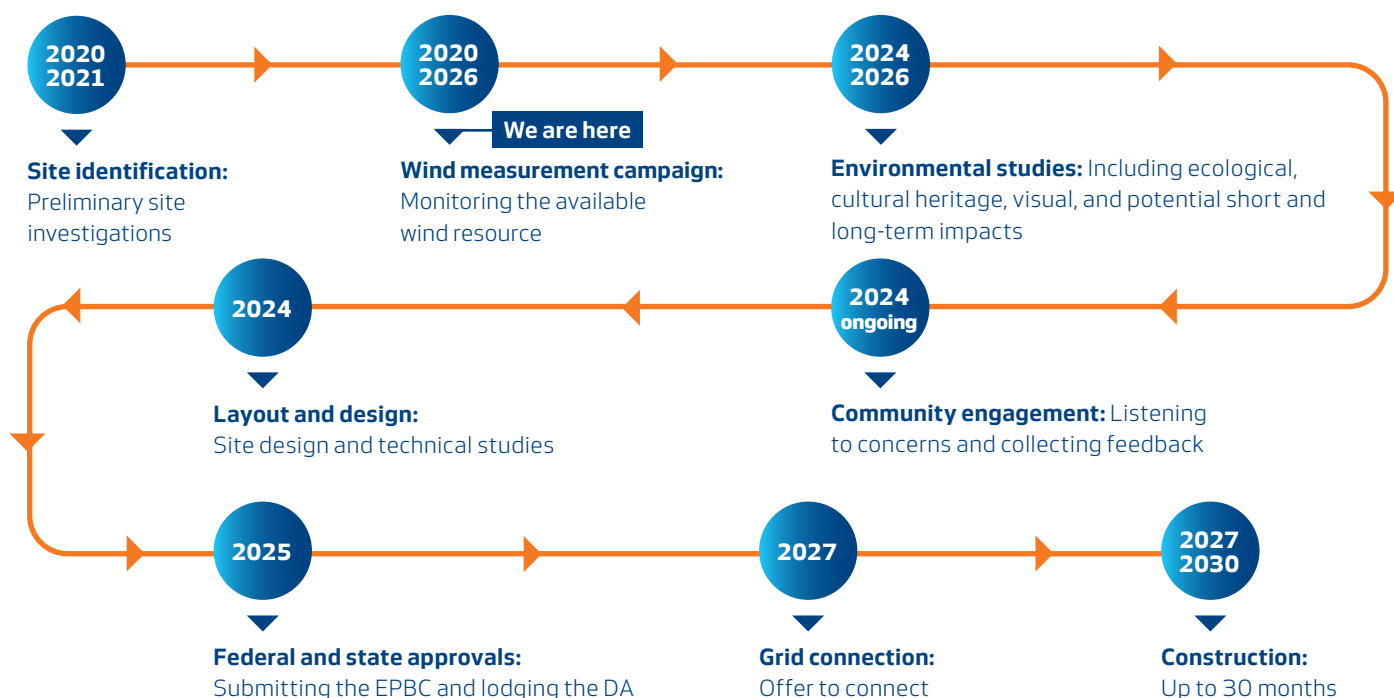 2020
2021
2020
2026
2024
2026
We are here
Site identification:
Preliminary site
investigations
Wind measurement campaign:
Monitoring the available
wind resource
Environmental studies: Including ecological,
cultural heritage, visual, and potential short and
long-term impacts
2024
ongoing
Community engagement: Listening
to concerns and collecting feedback
2024
Layout and design:
Site design and technical studies
2025
Federal and state approvals:
Submitting the EPBC and lodging the DA
2027
Grid connection:
Offer to connect
2027
2030
Construction:
Up to 30 months